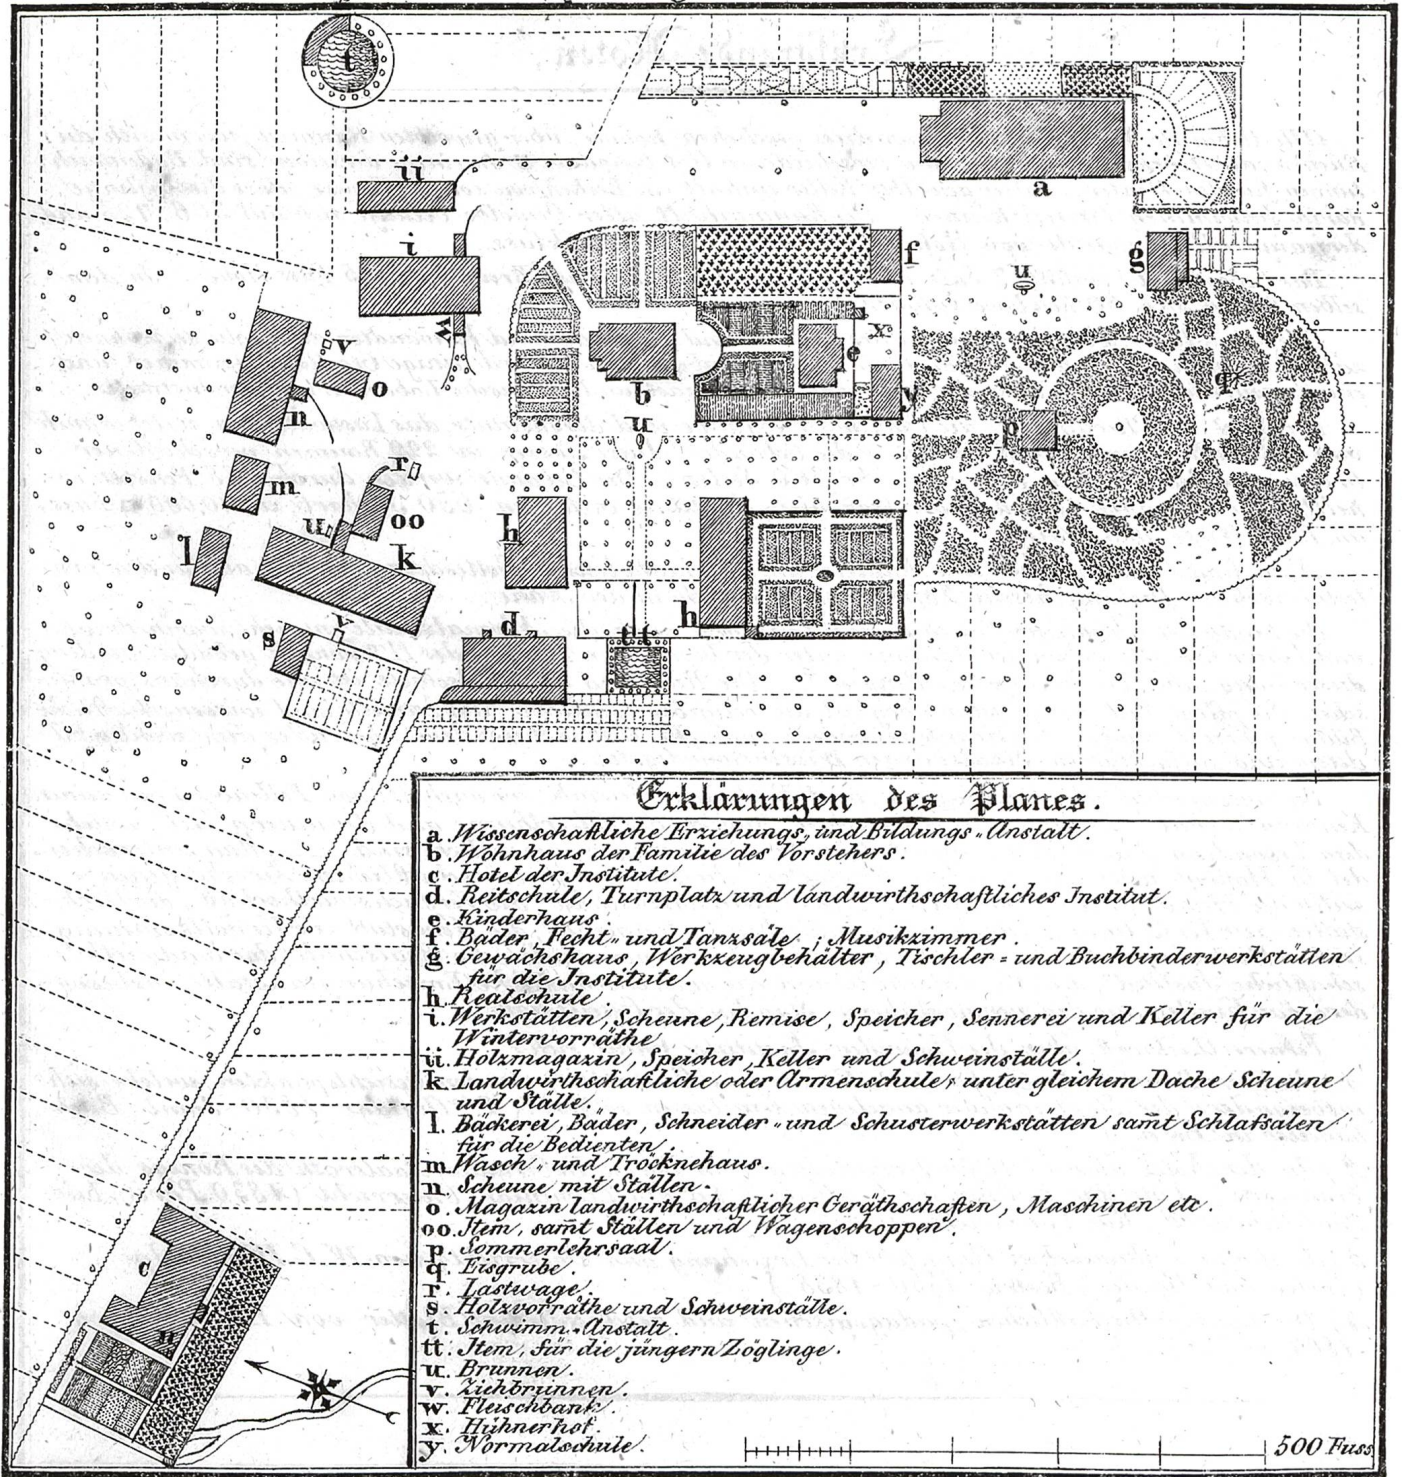 t
ii
a
i
f
g
u
w
v
o
x
e
b
n
y
q
u
p
r
m
oo
u
h
l
k
h
d
tt
s
v
Erklärungen des Planes.
a. Wissenschaftliche Erziehungs„ und Bildungs„Anstalt.
b. Wohnhaus der Familie des Vorstehers.
c. Hotel der Institute.
d. Reitschule, Turnplatz und landwirthschaftliches Institut.
e. Kinderhaus.
f. Bäder, Fecht„ und Tanzsäle; Musikzimmer.
g. Gewächshaus, Werkzeugbehälter, Tischler= und Buchbinderwerkstätten
für die Institute.
h. Realschule.
i. Werkstätten, Scheune, Remise, Speicher, Sennerei und Keller für die
Wintervorräthe
ii. Holzmagazin, Speicher, Keller und Schweinställe.
k. Landwirthschaftliche oder Armenschule, unter gleichem Dache Scheune
und Ställe.
l. Bäckerei, Bäder, Schneider„ und Schusterwerkstätten sam̃t Schlafsälen
für die Bedienten.
m. Wasch„ und Tröcknehaus.
n. Scheune mit Ställen.
o. Magazin landwirthschaftlicher Geräthschaften, Maschinen etc.
oo. Item, sam̃t Ställen und Wagenschoppen.
p. Sommerlehrsaal.
q. Eisgrube.
r. Lastwage.
s. Holzvorräthe und Schweinställe.
t. Schwimm„Anstalt.
tt. Item, für die jüngern Zöglinge.
u. Brunnen.
v. Ziehbrunnen.
w. Fleischbank.
x. Hühnerhof.
y. Normalschule.
500 Fuss
c
u